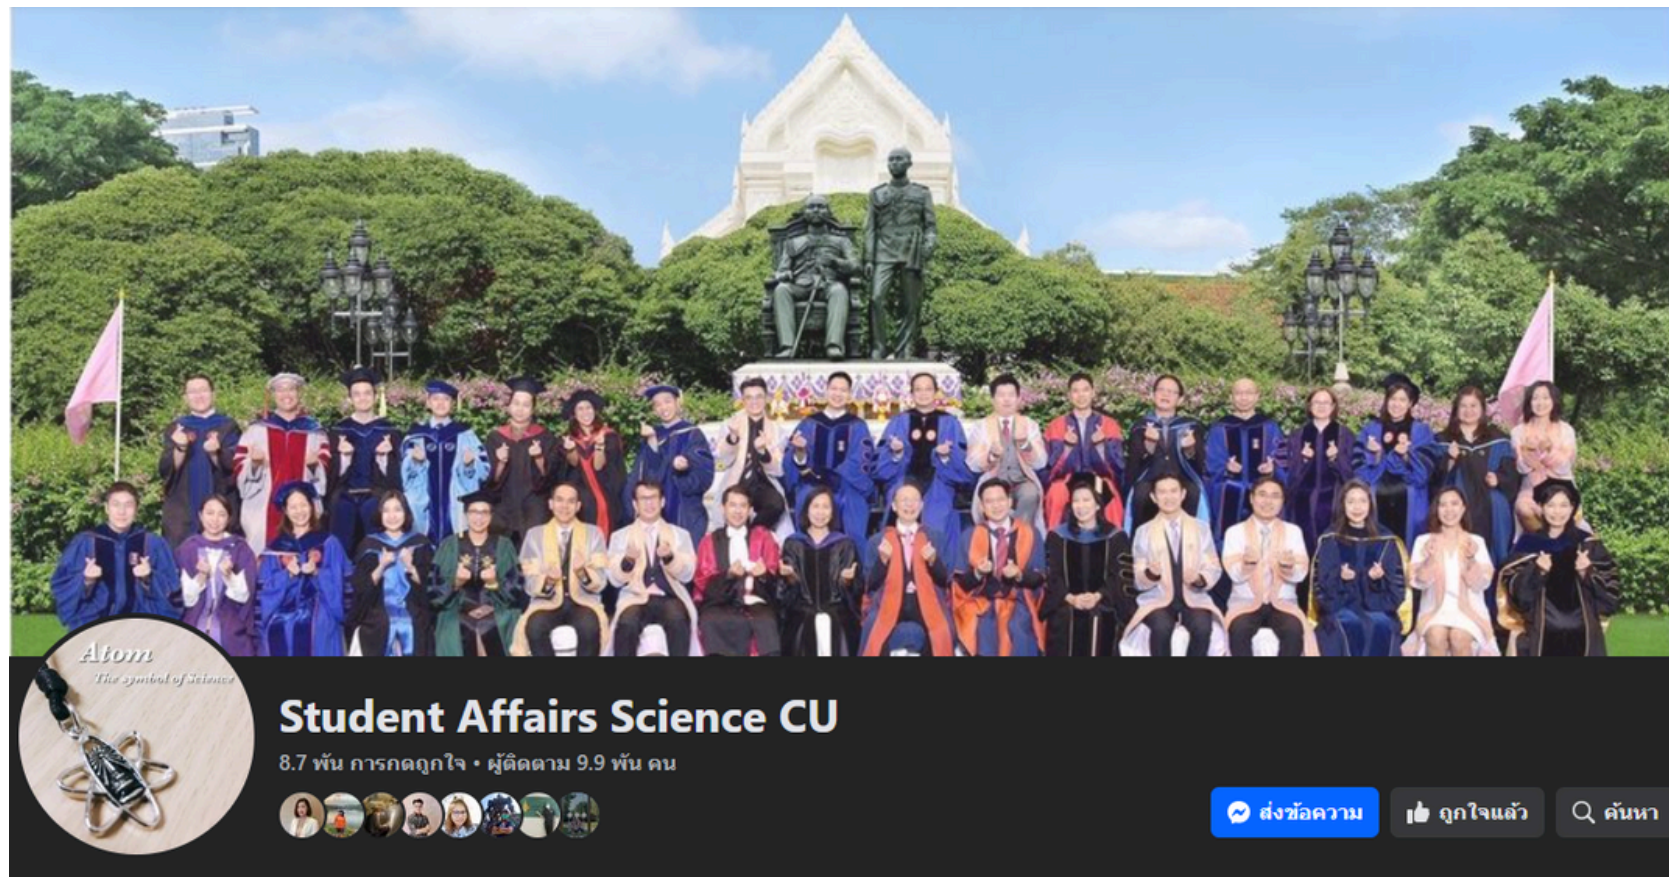 Atom
The symbol of Science
Student Affairs Science CU
8.7 พัน การกดถูกใจ • ผู้ติดตาม 9.9 พัน คน
ส่งข้อความ
ถูกใจแล้ว
ค้นหา